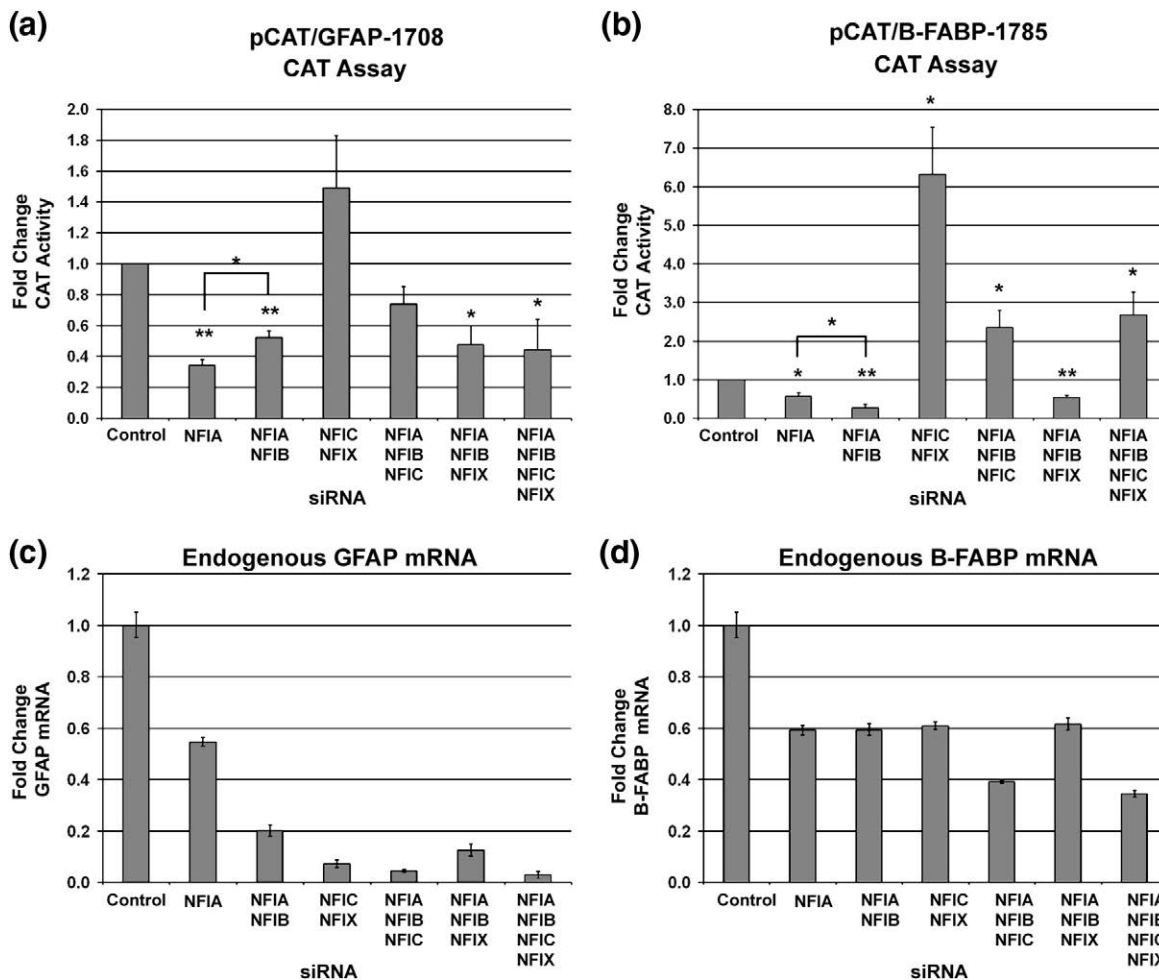 (a)
pCAT/GFAP-1708
CAT Assay
Fold Change
CAT Activity
2.0
1.8
1.6
1.4
1.2
1.0
0.8
0.6
0.4
0.2
0.0
**
*
**
*
*
Control
NFIA
NFIA
NFIB
NFIC
NFIX
NFIA
NFIB
NFIC
NFIA
NFIB
NFIX
NFIA
NFIB
NFIC
NFIX
siRNA
(b)
pCAT/B-FABP-1785
CAT Assay
Fold Change
CAT Activity
8.0
7.0
6.0
5.0
4.0
3.0
2.0
1.0
0.0
*
*
**
*
*
**
*
Control
NFIA
NFIA
NFIB
NFIC
NFIX
NFIA
NFIB
NFIC
NFIA
NFIB
NFIX
NFIA
NFIB
NFIC
NFIX
siRNA
(c)
Endogenous GFAP mRNA
Fold Change
GFAP mRNA
1.2
1.0
0.8
0.6
0.4
0.2
0.0
Control
NFIA
NFIA
NFIB
NFIC
NFIX
NFIA
NFIB
NFIC
NFIA
NFIB
NFIX
NFIA
NFIB
NFIC
NFIX
siRNA
(d)
Endogenous B-FABP mRNA
Fold Change
B-FABP mRNA
1.2
1.0
0.8
0.6
0.4
0.2
0.0
Control
NFIA
NFIA
NFIB
NFIC
NFIX
NFIA
NFIB
NFIC
NFIA
NFIB
NFIX
NFIA
NFIB
NFIC
NFIX
siRNA